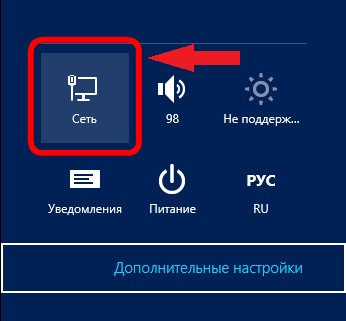 Сеть 98 Не поддерж...
РУС
Уведомления Питание RU
Дополнительные настройки